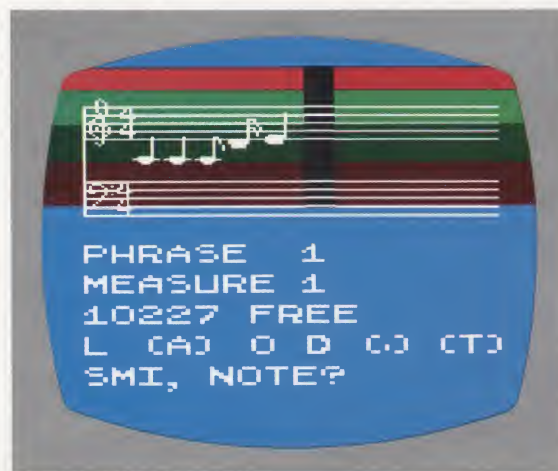 PHRASE 1
MEASURE 1
10227 FREE
L (A) O D (.) (T)
SMI, NOTE?